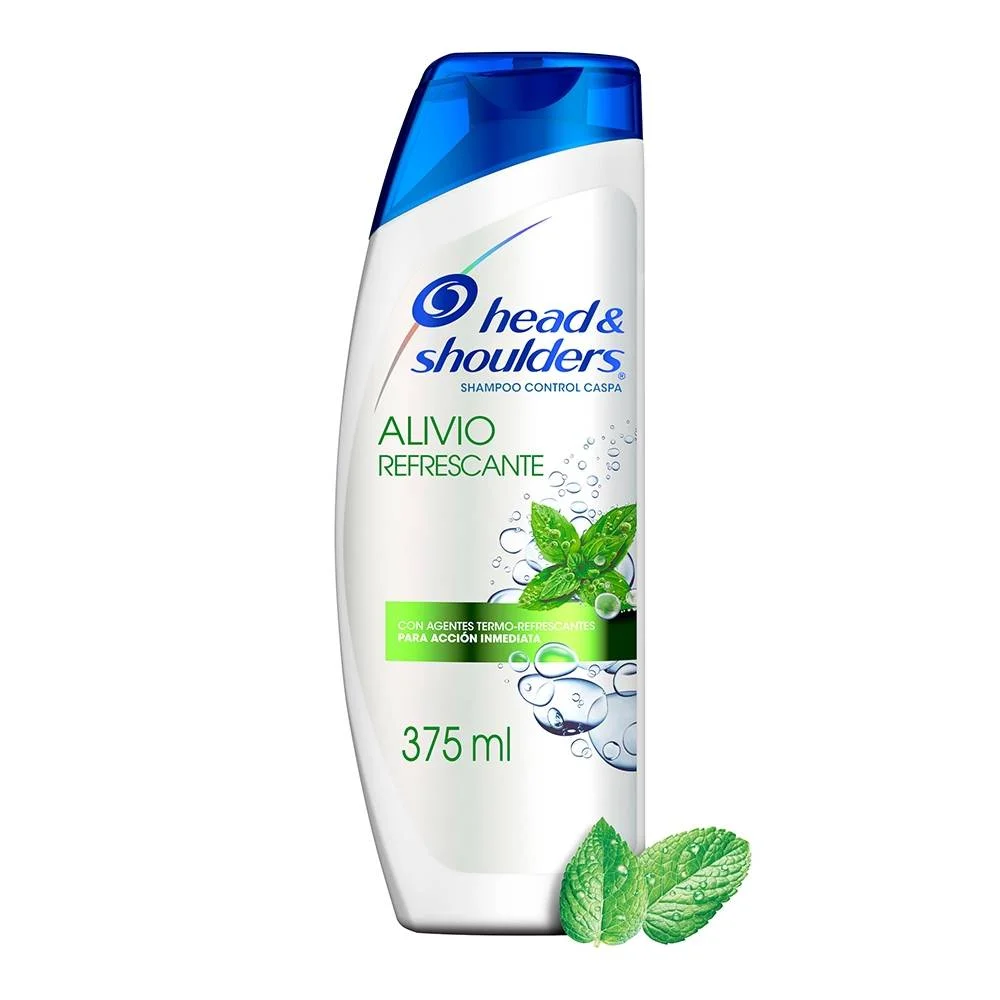 head &
shoulders®
SHAMPOO CONTROL CASPA
ALIVIO
REFRESCANTE
CON AGENTES TERMO-REFRESCANTES
PARA ACCIÓN INMEDIATA
375 ml